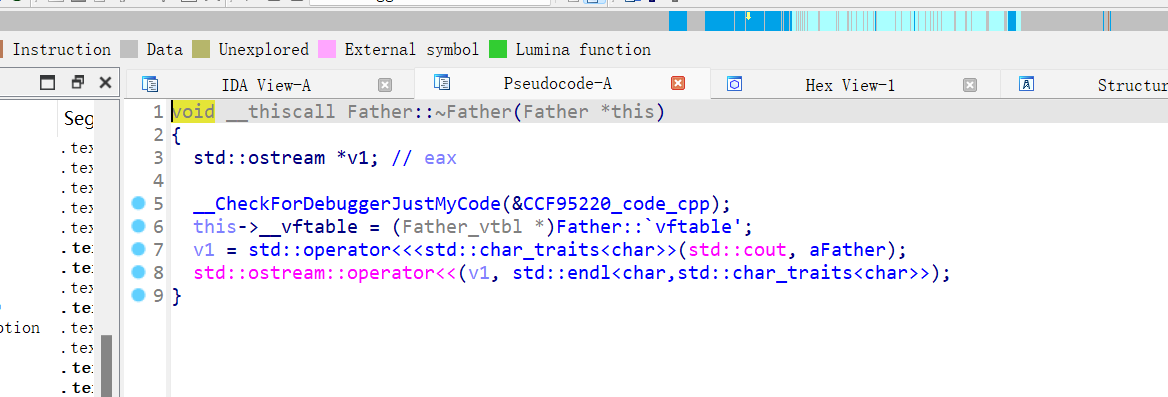 Instruction Data Unexplored External symbol Lumina function
IDA View-A Pseudocode-A Hex View-1 Structur
Seg
.tex
.tex
.tex
.tex
.tex
.te
.te
.tex
.te
ption .tex
.tex
.te
.te
1 void __thiscall Father::~Father(Father *this)
2 {
3 std::ostream *v1; // eax
4
5 __CheckForDebuggerJustMyCode(&CCF95220_code_cpp);
6 this->__vftable = (Father_vtbl *)Father::`vftable';
7 v1 = std::operator<<<std::char_traits<char>>(std::cout, aFather);
8 std::ostream::operator<<(v1, std::endl<char,std::char_traits<char>>);
9 }